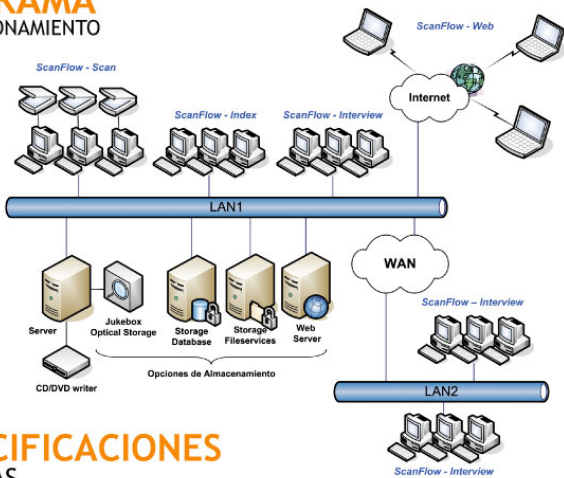 RAMA
ONAMIENTO
ScanFlow - Web
ScanFlow - Scan
ScanFlow - Index
ScanFlow - Interview
Internet
LAN1
WAN
Server
Jukebox
Optical Storage
Storage
Database
Storage
Fileservices
Web
Server
CD/DVD writer
Opciones de Almacenamiento
ScanFlow – Interview
LAN2
ScanFlow - Interview
CIFICACIONES